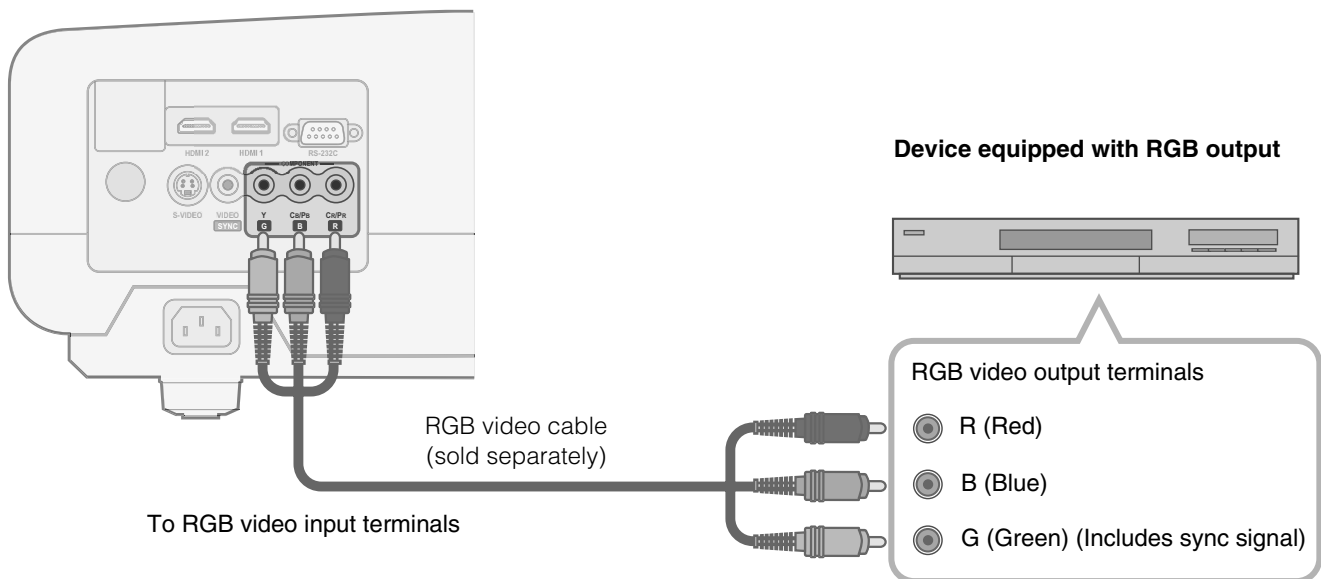 HDMI 2
HDMI 1
RS-232C
COMPONENT
S-VIDEO
VIDEO
SYNC
Y
CB/PB
CR/PR
G
B
R
Device equipped with RGB output
RGB video output terminals
R (Red)
B (Blue)
G (Green) (Includes sync signal)
RGB video cable
(sold separately)
To RGB video input terminals